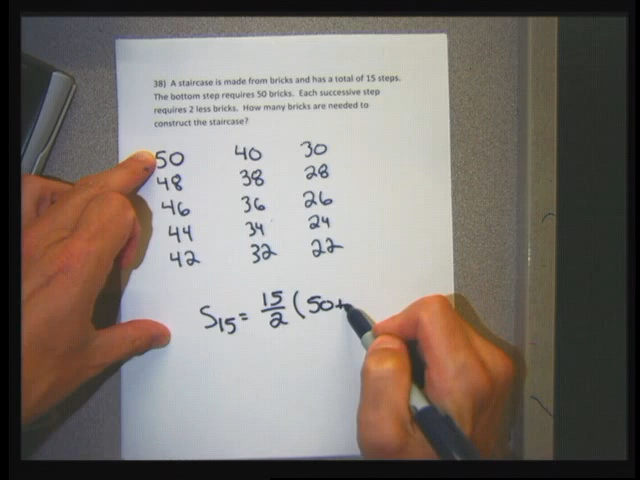 38) A staircase is made from bricks and has a total of 15 steps.
The bottom step requires 50 bricks. Each successive step
requires 2 less bricks. How many bricks are needed to
construct the staircase?
50 40 30
48 38 28
46 36 26
44 34 24
42 32 22
S₁₅ = 15/2 (50+